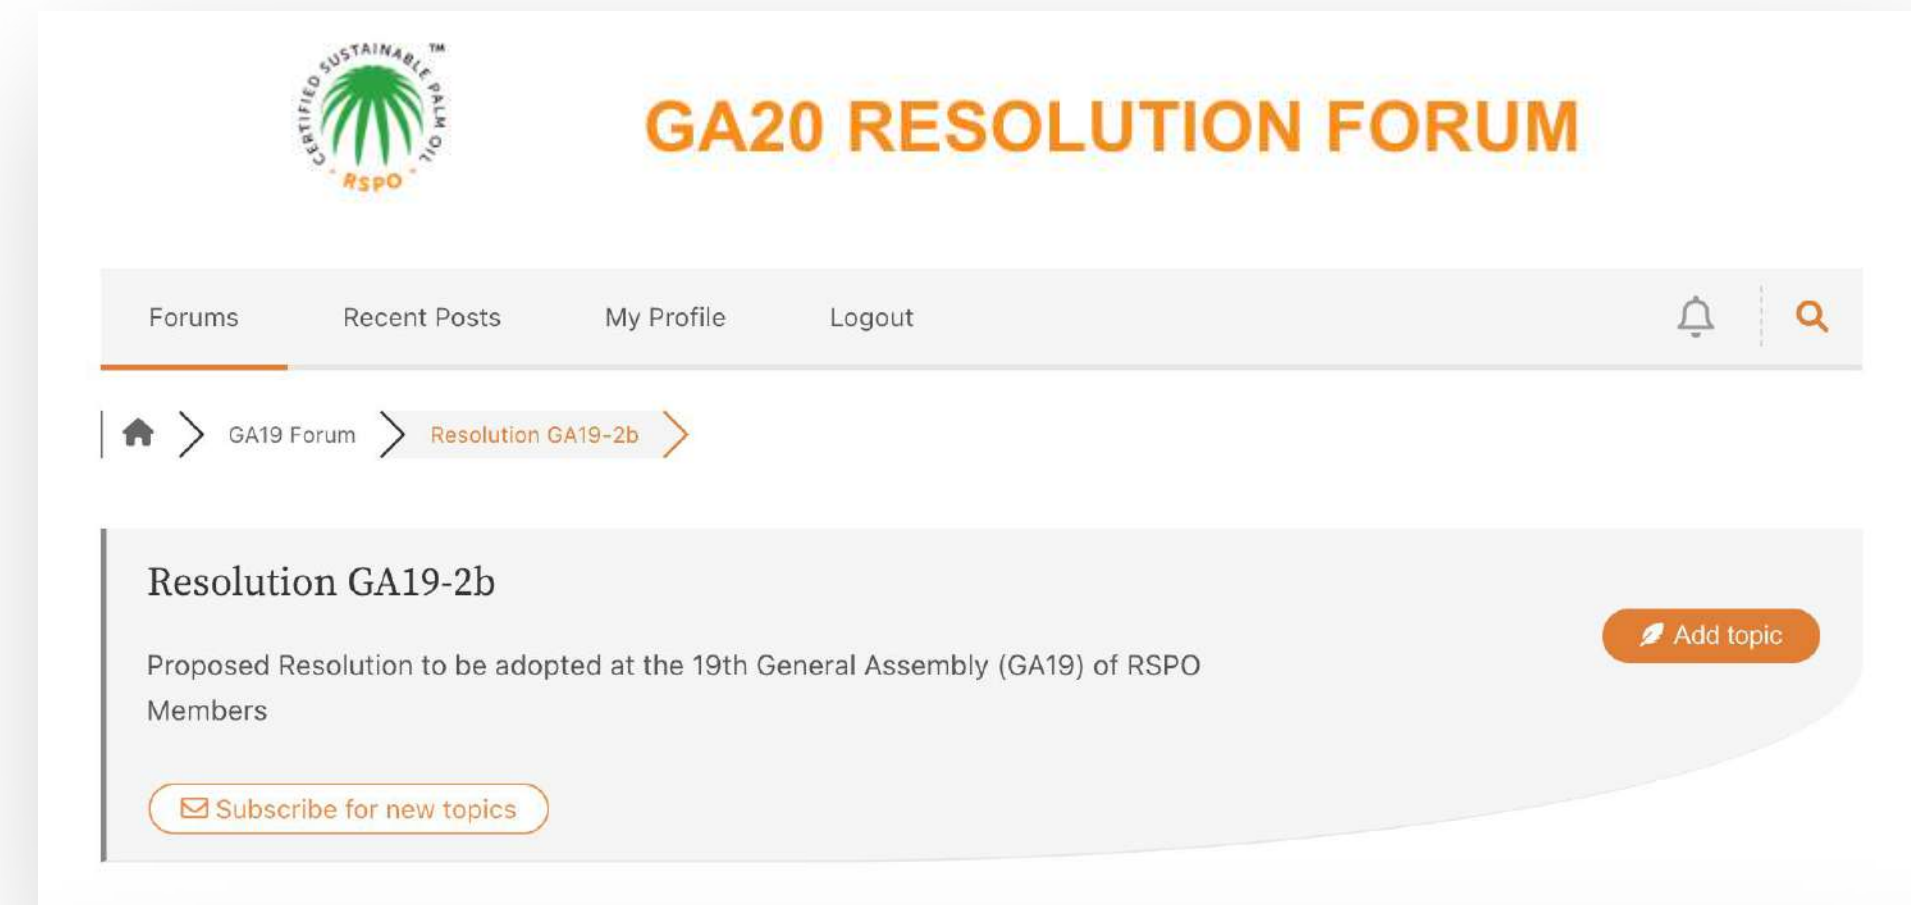 CERTIFIED SUSTAINABLE PALM OIL TM
RSPO
GA20 RESOLUTION FORUM
Forums Recent Posts My Profile Logout
GA19 Forum Resolution GA19-2b
Resolution GA19-2b
Add topic
Proposed Resolution to be adopted at the 19th General Assembly (GA19) of RSPO
Members
Subscribe for new topics